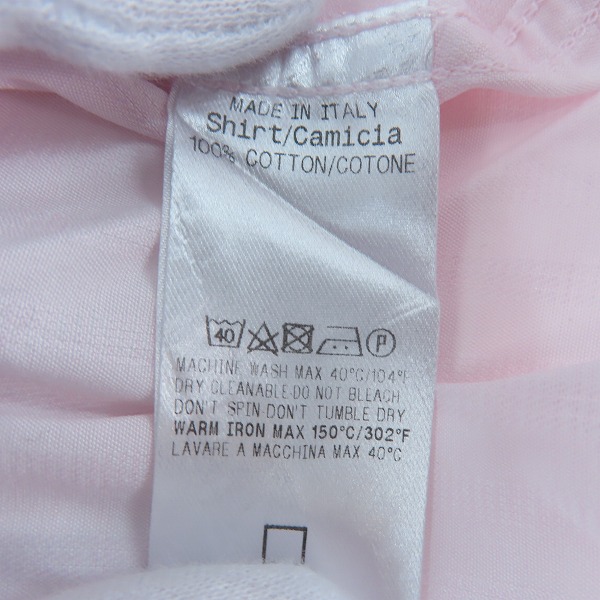 MADE IN ITALY
Shirt/Camicia
100% COTTON/COTONE
40 P
MACHINE WASH MAX 40°C/104°F
DRY CLEANABLE-DO NOT BLEACH
DON'T SPIN-DON'T TUMBLE DRY
WARM IRON MAX 150°C/302°F
LAVARE A MACCHINA MAX 40°C